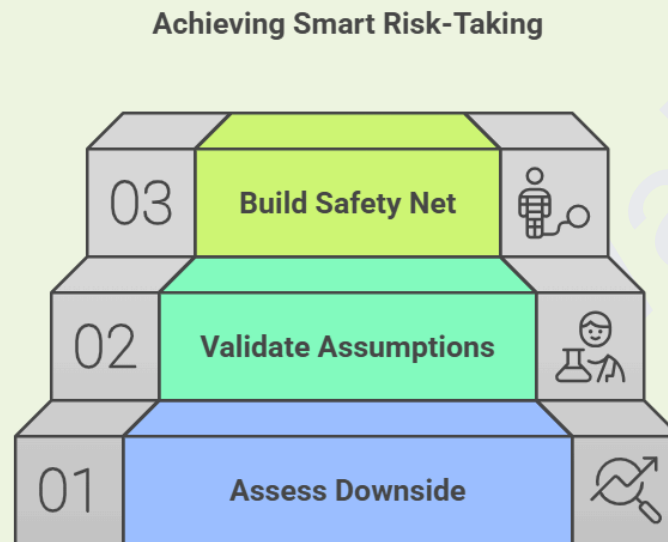 Achieving Smart Risk-Taking
03
Build Safety Net
02
Validate Assumptions
01
Assess Downside